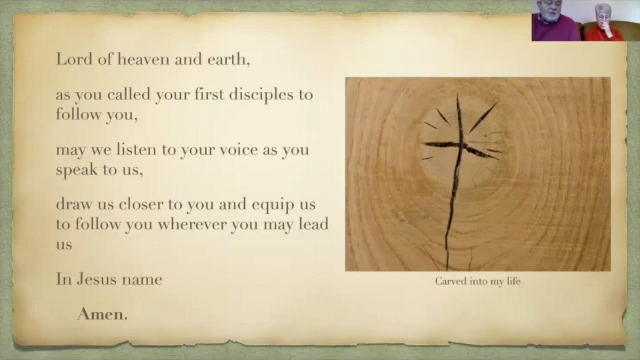 Lord of heaven and earth,
as you called your first disciples to
follow you,
may we listen to your voice as you
speak to us,
draw us closer to you and equip us
to follow you wherever you may lead
us
In Jesus name
Amen.
Carved into my life